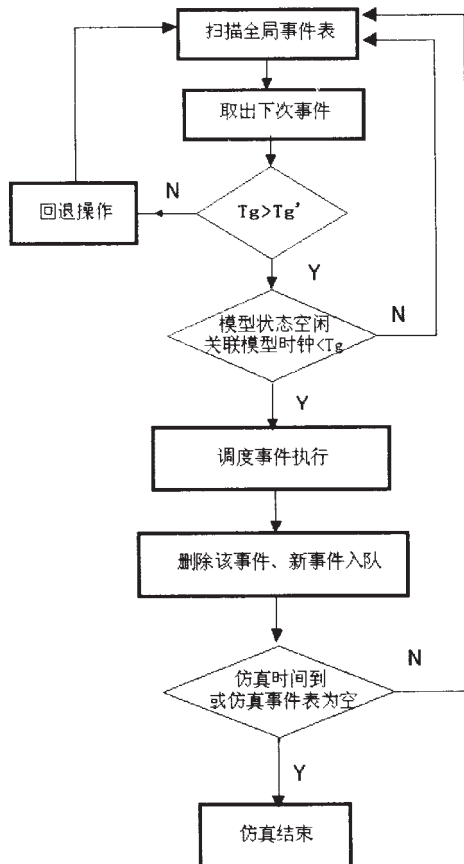 扫描全局事件表
取出下次事件
N
回退操作
Tg>Tg'
Y
模型状态空闲
关联模型时钟<Tg
N
Y
调度事件执行
删除该事件、新事件入队
仿真时间到
或仿真事件表为空
N
Y
仿真结束